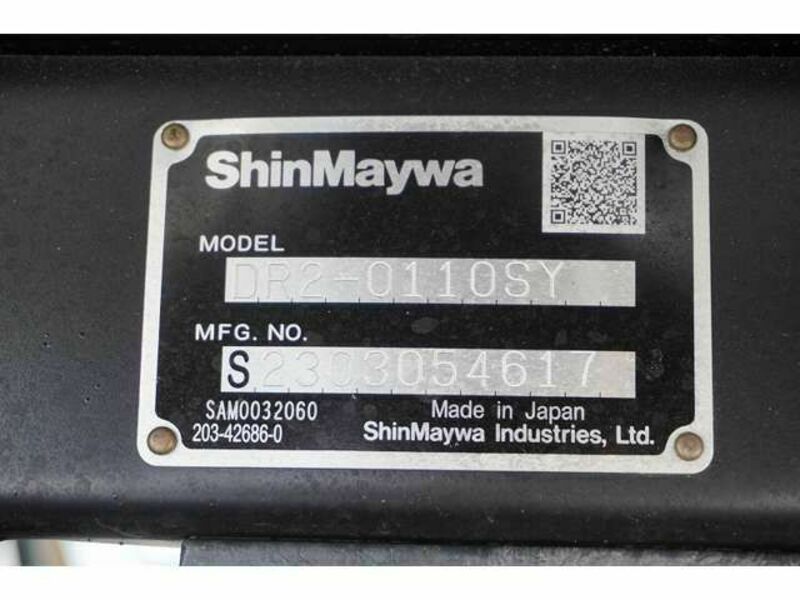 ShinMaywa
MODEL
DR2-0110SY
MFG. NO.
S2303054617
SAM0032060
203-42686-0
Made in Japan
ShinMaywa Industries, Ltd.